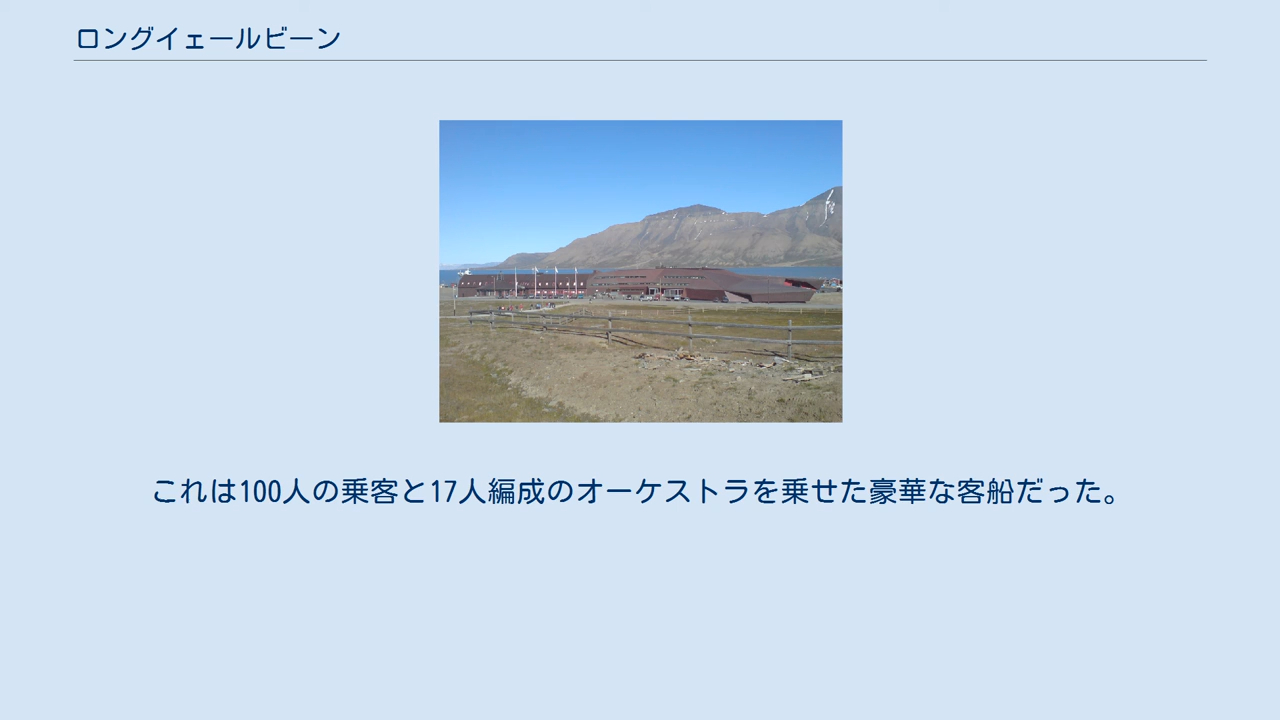 ロングイェールビーン
これは100人の乗客と17人編成のオーケストラを乗せた豪華な客船だった。